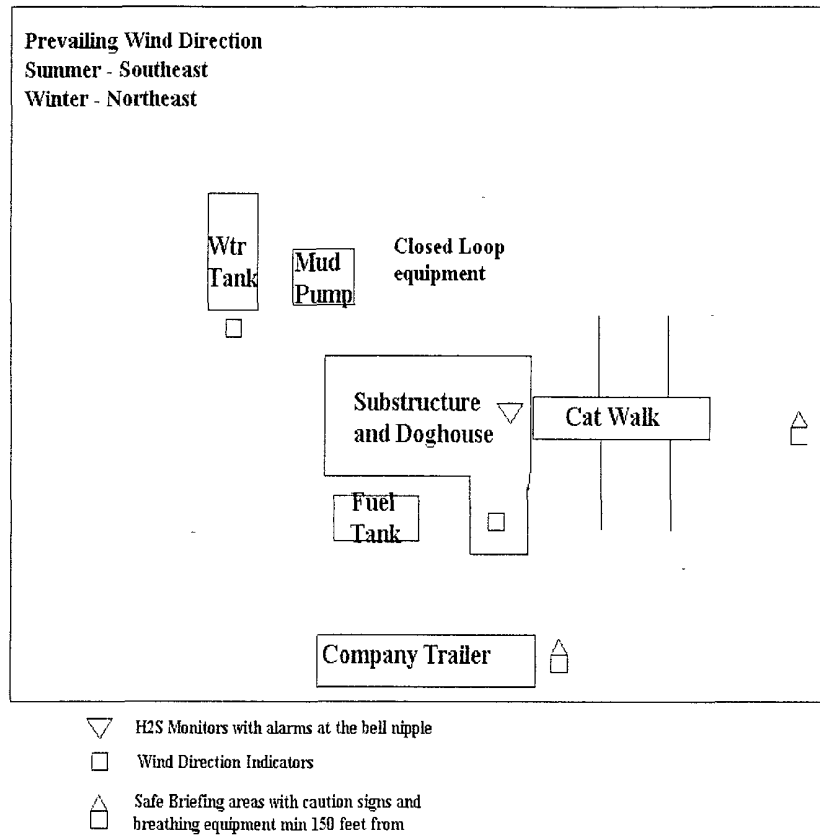 Prevailing Wind Direction
Summer - Southeast
Winter - Northeast
Wtr
Tank
Mud
Pump
Closed Loop
equipment
Substructure
and Doghouse
Cat Walk
Fuel
Tank
Company Trailer
H2S Monitors with alarms at the bell nipple
Wind Direction Indicators
Safe Briefing areas with caution signs and
breathing equipment min 150 feet from